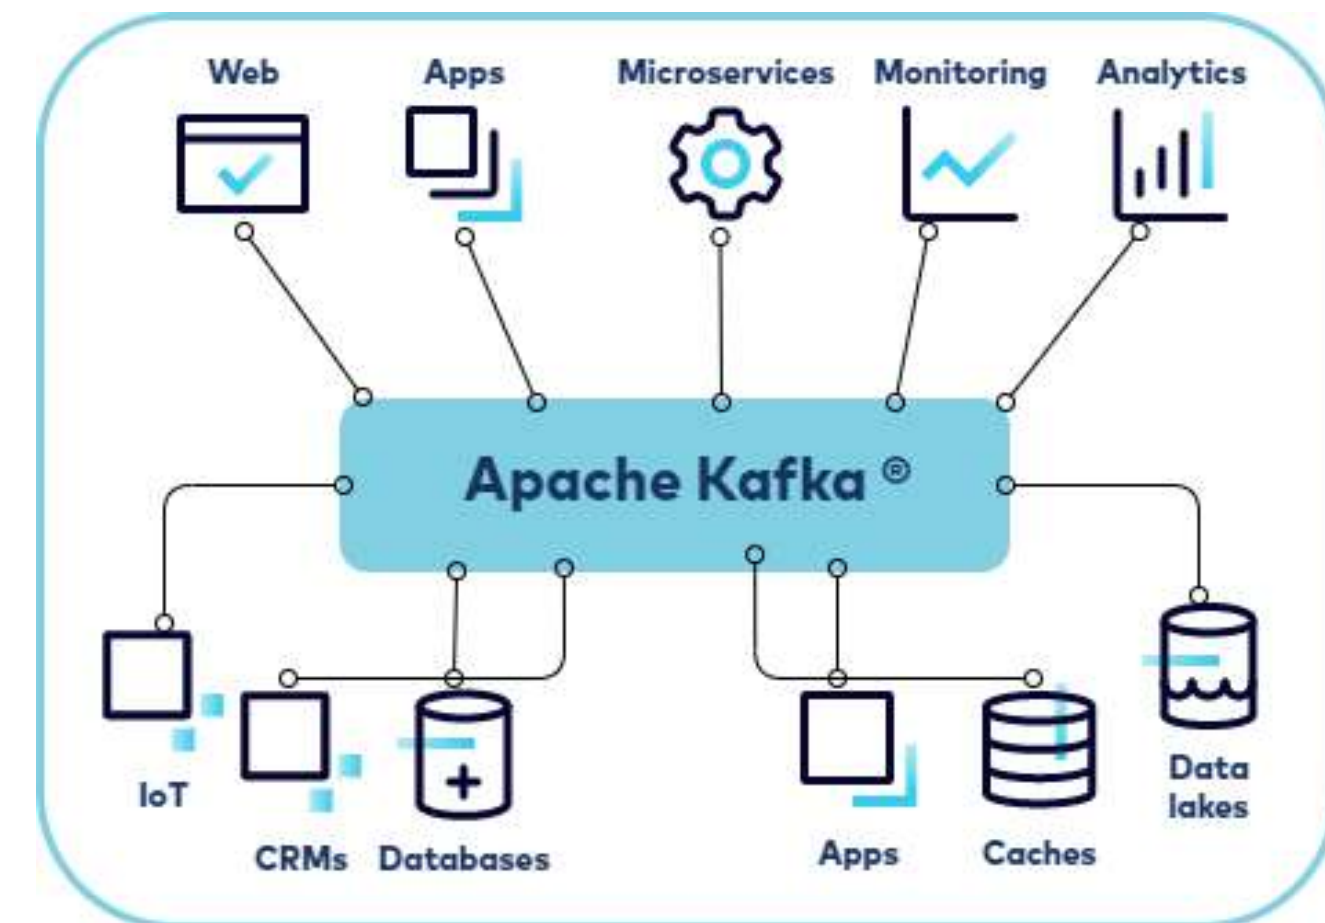 Web
Apps
Microservices
Monitoring
Analytics
Apache Kafka ®
IoT
CRMs
Databases
Apps
Caches
Data
lakes